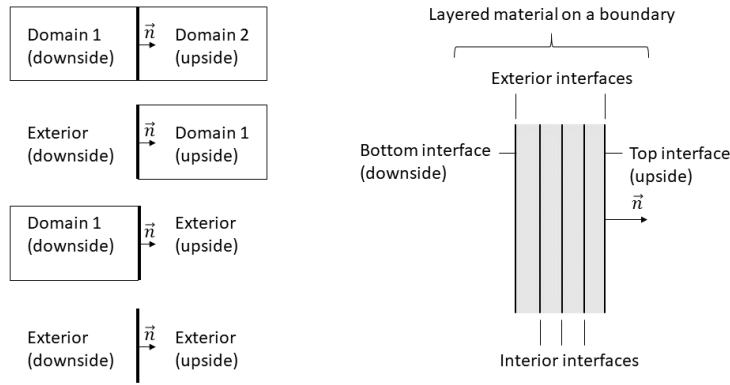 Domain 1
(downside)
n⃗
Domain 2
(upside)
Exterior
(downside)
n⃗
Domain 1
(upside)
Domain 1
(downside)
n⃗
Exterior
(upside)
Exterior
(downside)
n⃗
Exterior
(upside)
Layered material on a boundary
Exterior interfaces
Bottom interface
(downside)
Top interface
(upside)
n⃗
Interior interfaces